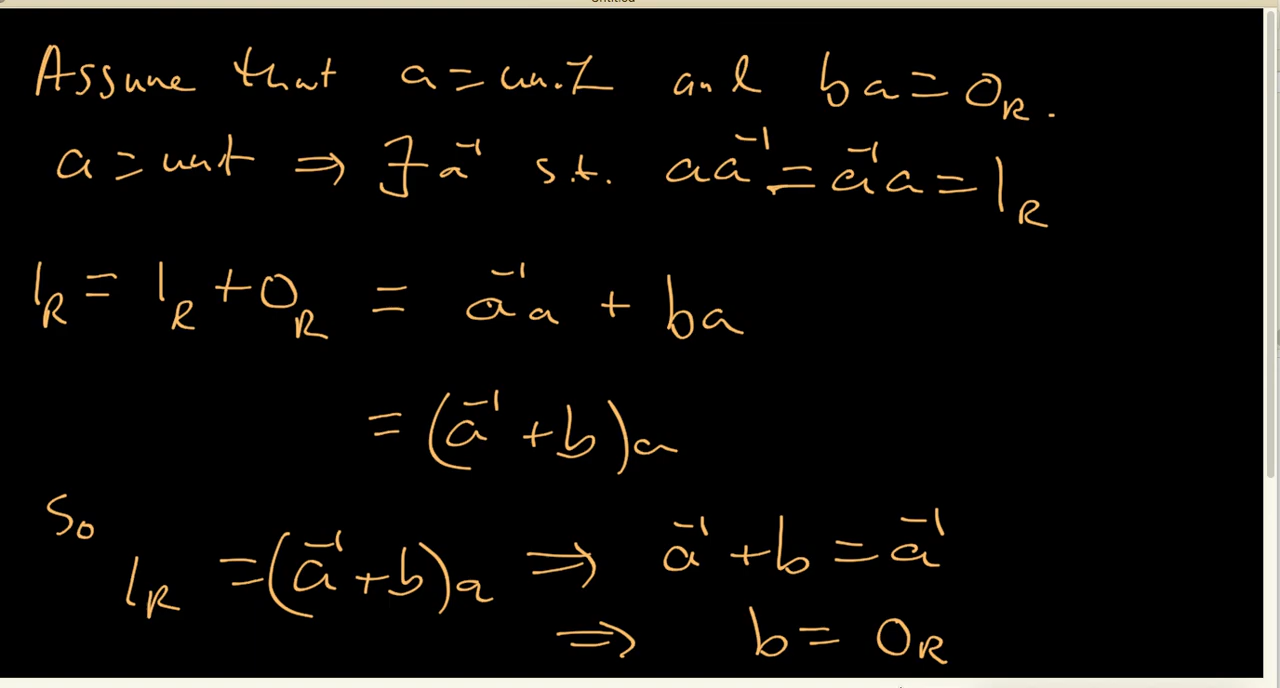 Assume that a = unit and ba = 0_R.
a = unit ⇒ ∃ a⁻¹ s.t. aa⁻¹ = a⁻¹a = 1_R
1_R = 1_R + 0_R = a⁻¹a + ba
= (a⁻¹ + b)a
So
1_R = (a⁻¹ + b)a ⇒ a⁻¹ + b = a⁻¹
⇒ b = 0_R